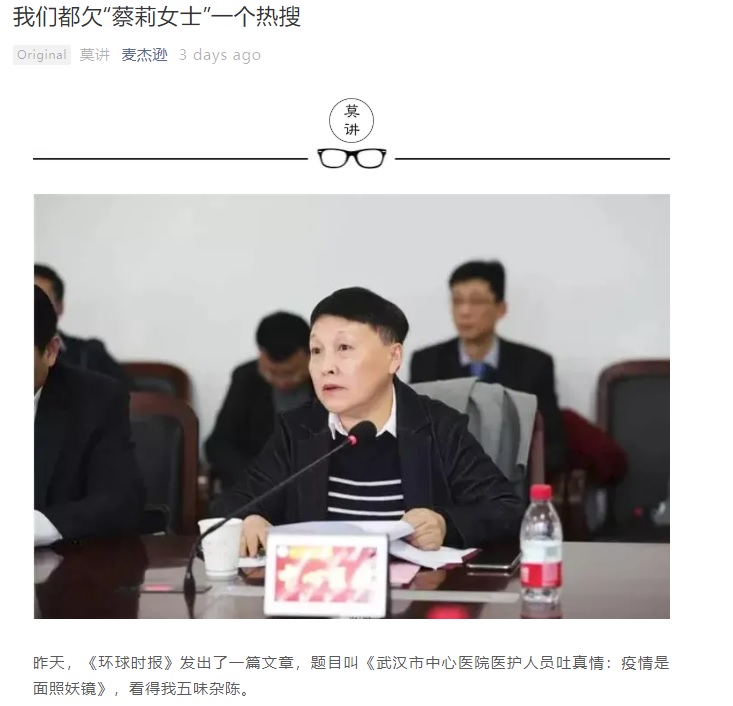 我们都欠“蔡莉女士”一个热搜
Original 莫讲 麦杰逊 3 days ago
莫
讲
昨天，《环球时报》发出了一篇文章，题目叫《武汉市中心医院医护人员吐真情：疫情是
面照妖镜》，看得我五味杂陈。